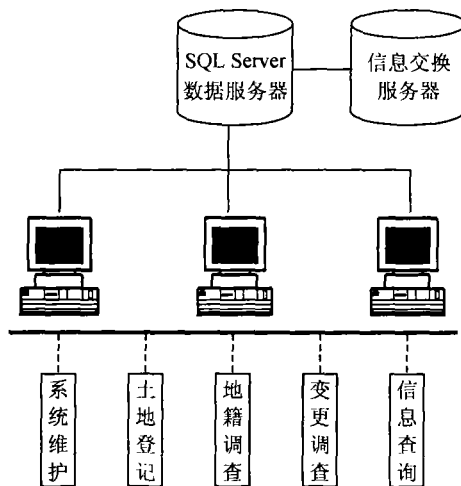 SQL Server
数据服务器
信息交换
服务器
系统维护
土地登记
地籍调查
变更调查
信息查询